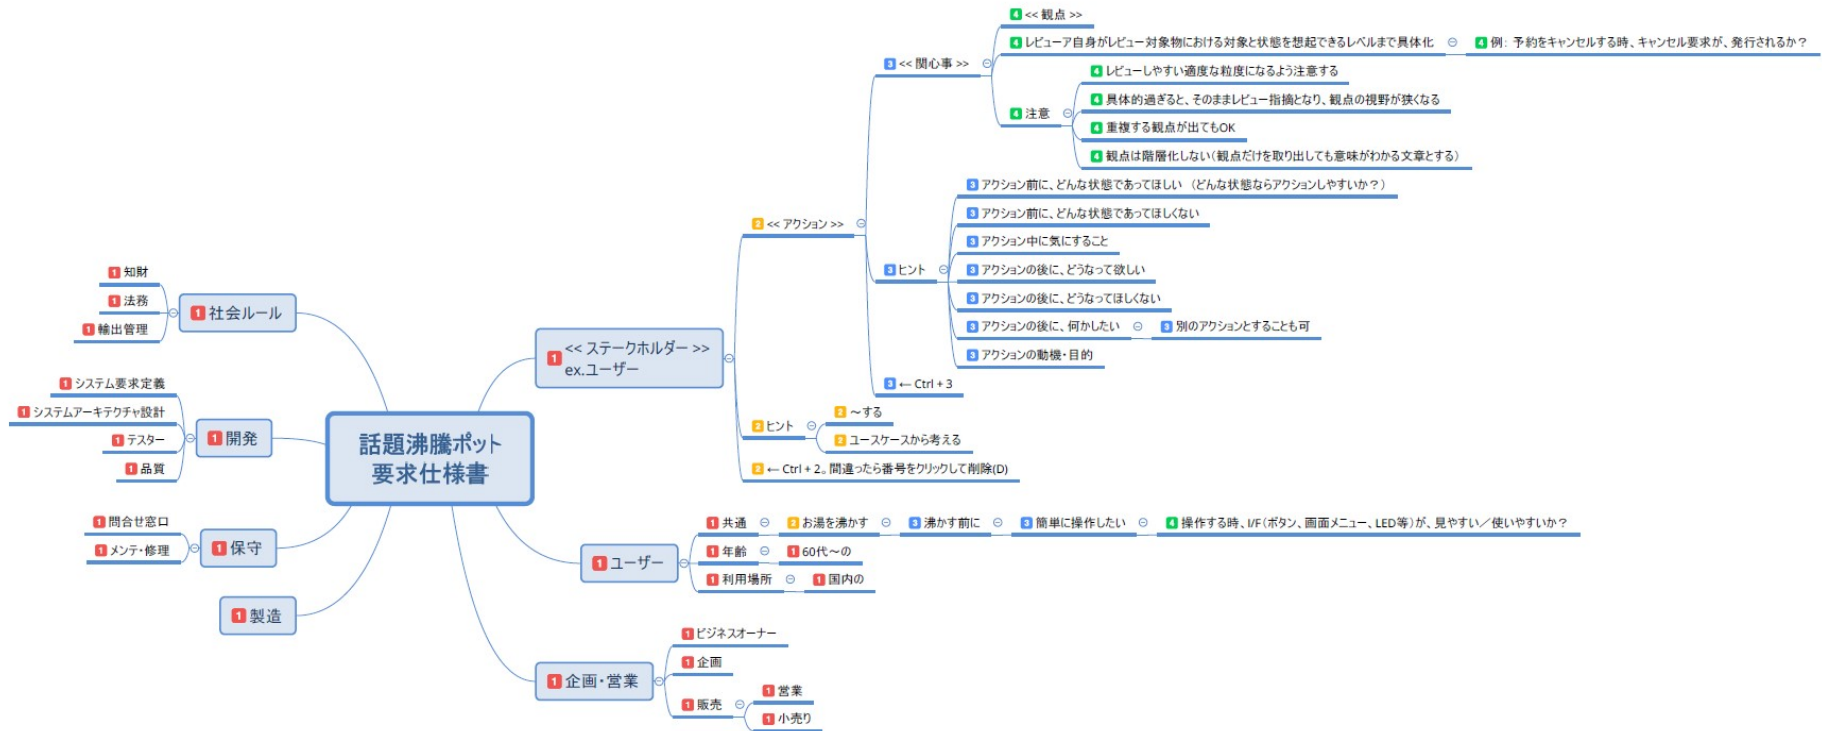 話題沸騰ポット
要求仕様書
1 << ステークホルダー >>
ex.ユーザー
2 << アクション >>
3 << 関心事 >>
4 << 観点 >>
4 レビューア自身がレビュー対象物における対象と状態を想起できるレベルまで具体化
4 例： 予約をキャンセルする時、キャンセル要求が、発行されるか？
4 注意
4 レビューしやすい適度な粒度になるよう注意する
4 具体的過ぎると、そのままレビュー指摘となり、観点の視野が狭くなる
4 重複する観点が出てもOK
4 観点は階層化しない（観点だけを取り出しても意味がわかる文章とする）
3 ヒント
3 アクション前に、どんな状態であってほしい （どんな状態ならアクションしやすいか？）
3 アクション前に、どんな状態であってほしくない
3 アクション中に気にすること
3 アクションの後に、どうなって欲しい
3 アクションの後に、どうなってほしくない
3 アクションの後に、何かしたい
3 別のアクションとすることも可
3 アクションの動機・目的
3 ← Ctrl + 3
2 ヒント
2 ～する
2 ユースケースから考える
2 ← Ctrl + 2。間違ったら番号をクリックして削除(D)
1 ユーザー
1 共通
2 お湯を沸かす
3 沸かす前に
3 簡単に操作したい
4 操作する時、I/F（ボタン、画面メニュー、LED等）が、見やすい／使いやすいか？
1 年齢
1 60代～の
1 利用場所
1 国内の
1 企画・営業
1 ビジネスオーナー
1 企画
1 販売
1 営業
1 小売り
1 社会ルール
1 知財
1 法務
1 輸出管理
1 開発
1 システム要求定義
1 システムアーキテクチャ設計
1 テスター
1 品質
1 保守
1 問合せ窓口
1 メンテ・修理
1 製造